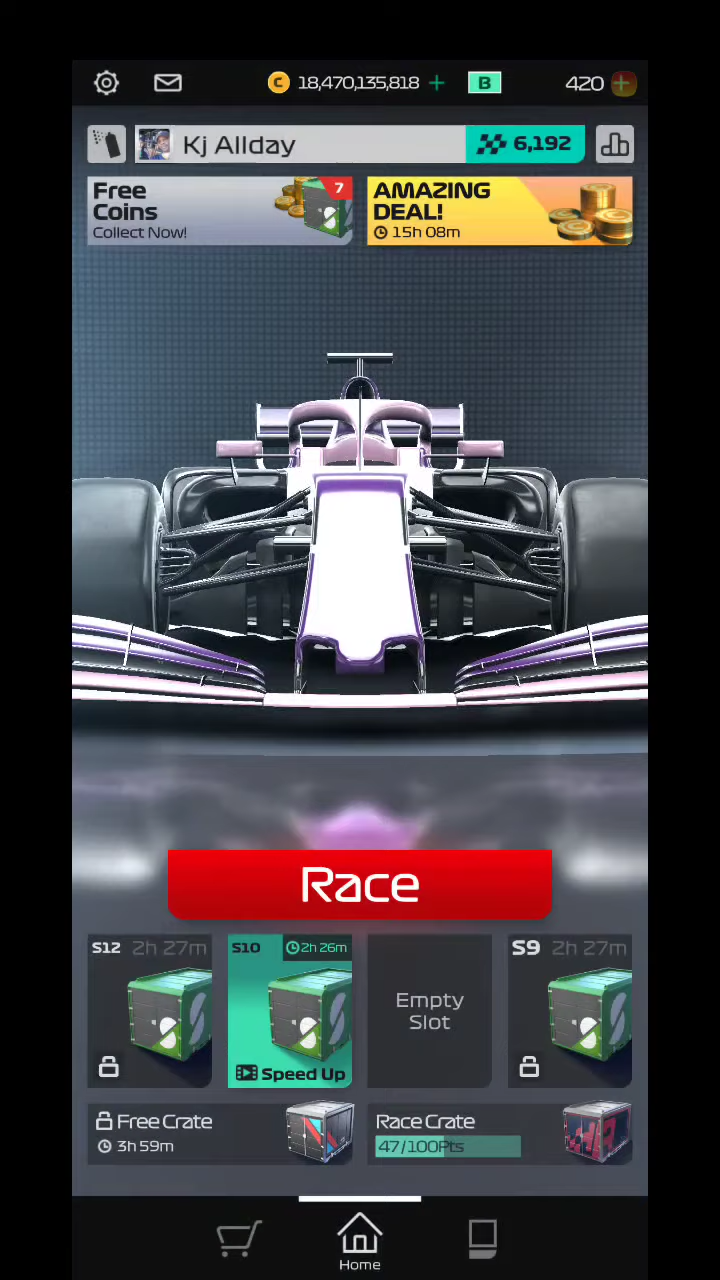 C 18,470,135,818 + B 420 +
Kj Allday 6,192
Free
Coins
Collect Now!
7
AMAZING
DEAL!
15h 08m
Race
S12 2h 27m
S10 2h 26m
Speed Up
Empty
Slot
S9 2h 27m
Free Crate
3h 59m
Race Crate
47/100Pts
Home